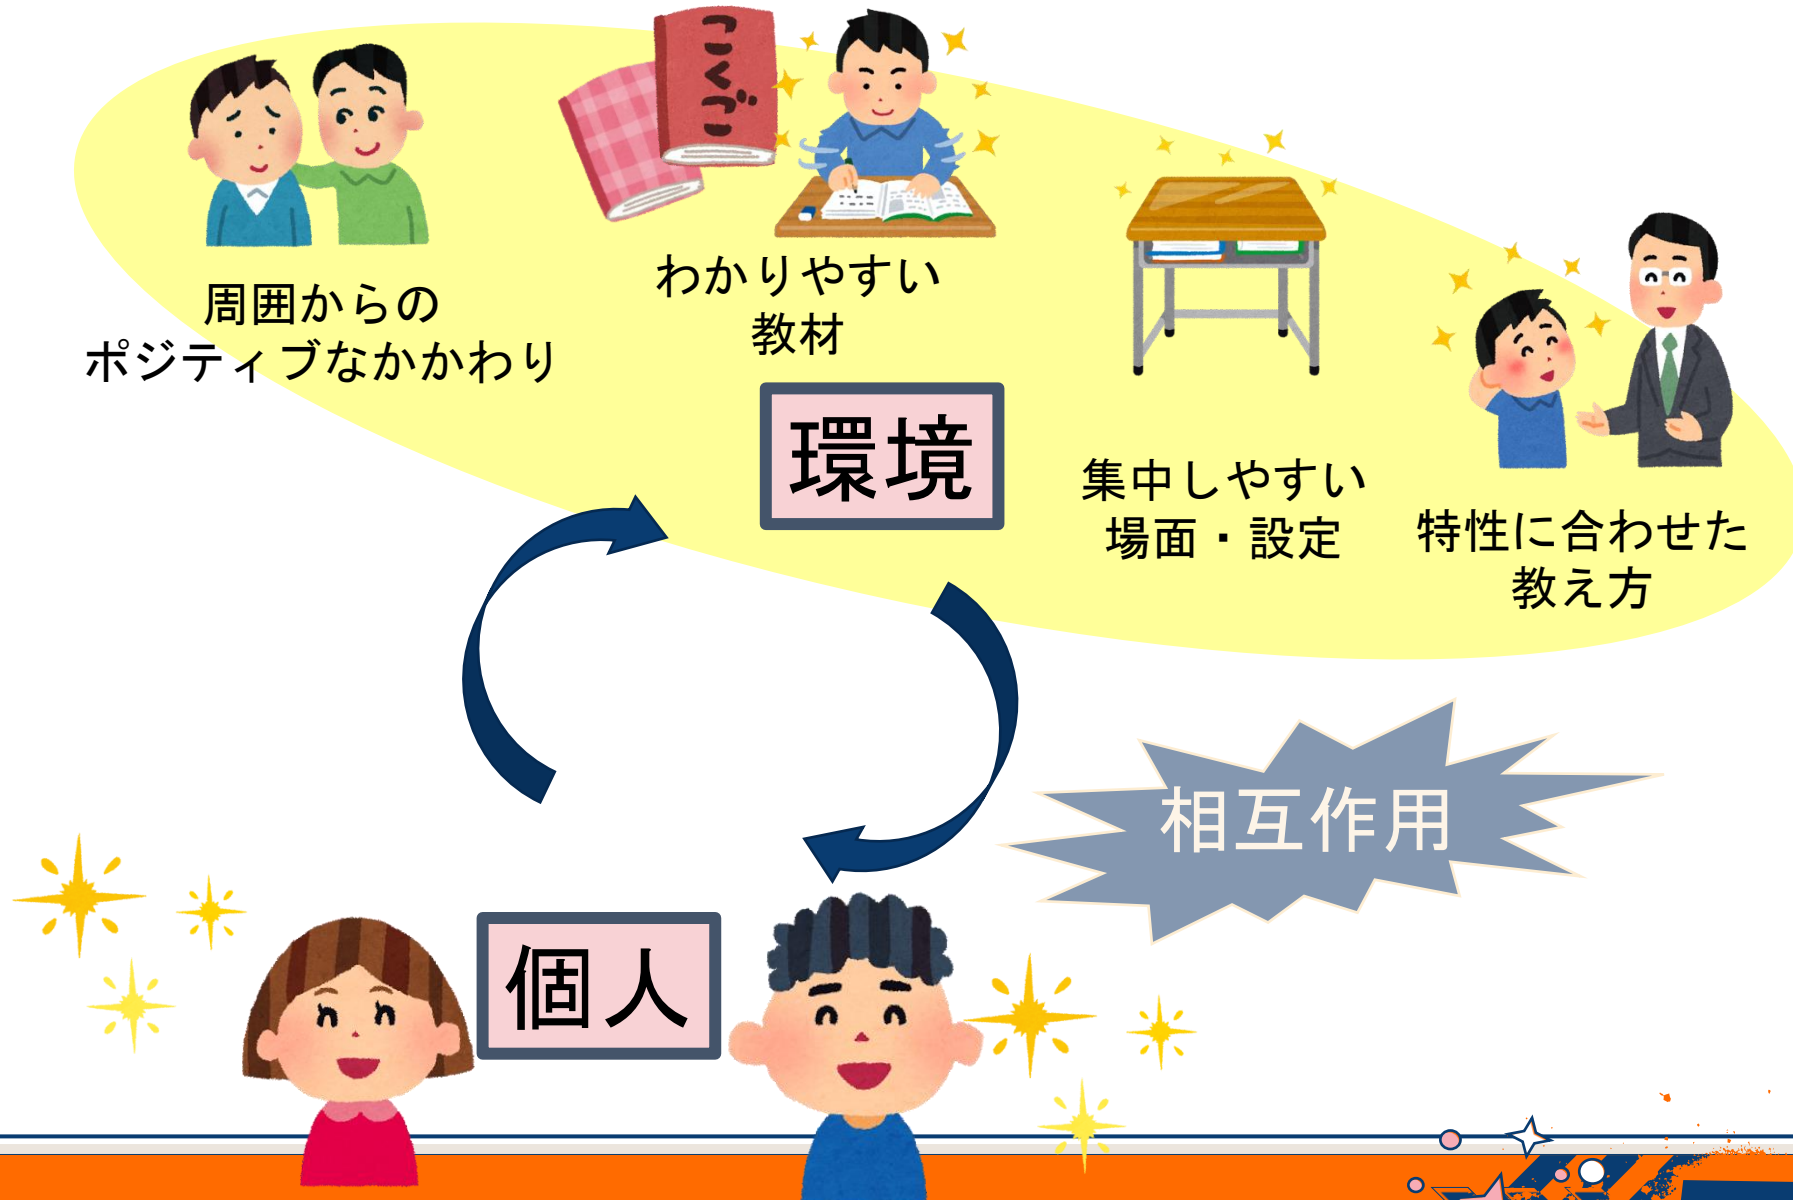 こくご
周囲からの
ポジティブなかかわり
わかりやすい
教材
環境
集中しやすい
場面・設定
特性に合わせた
教え方
相互作用
個人